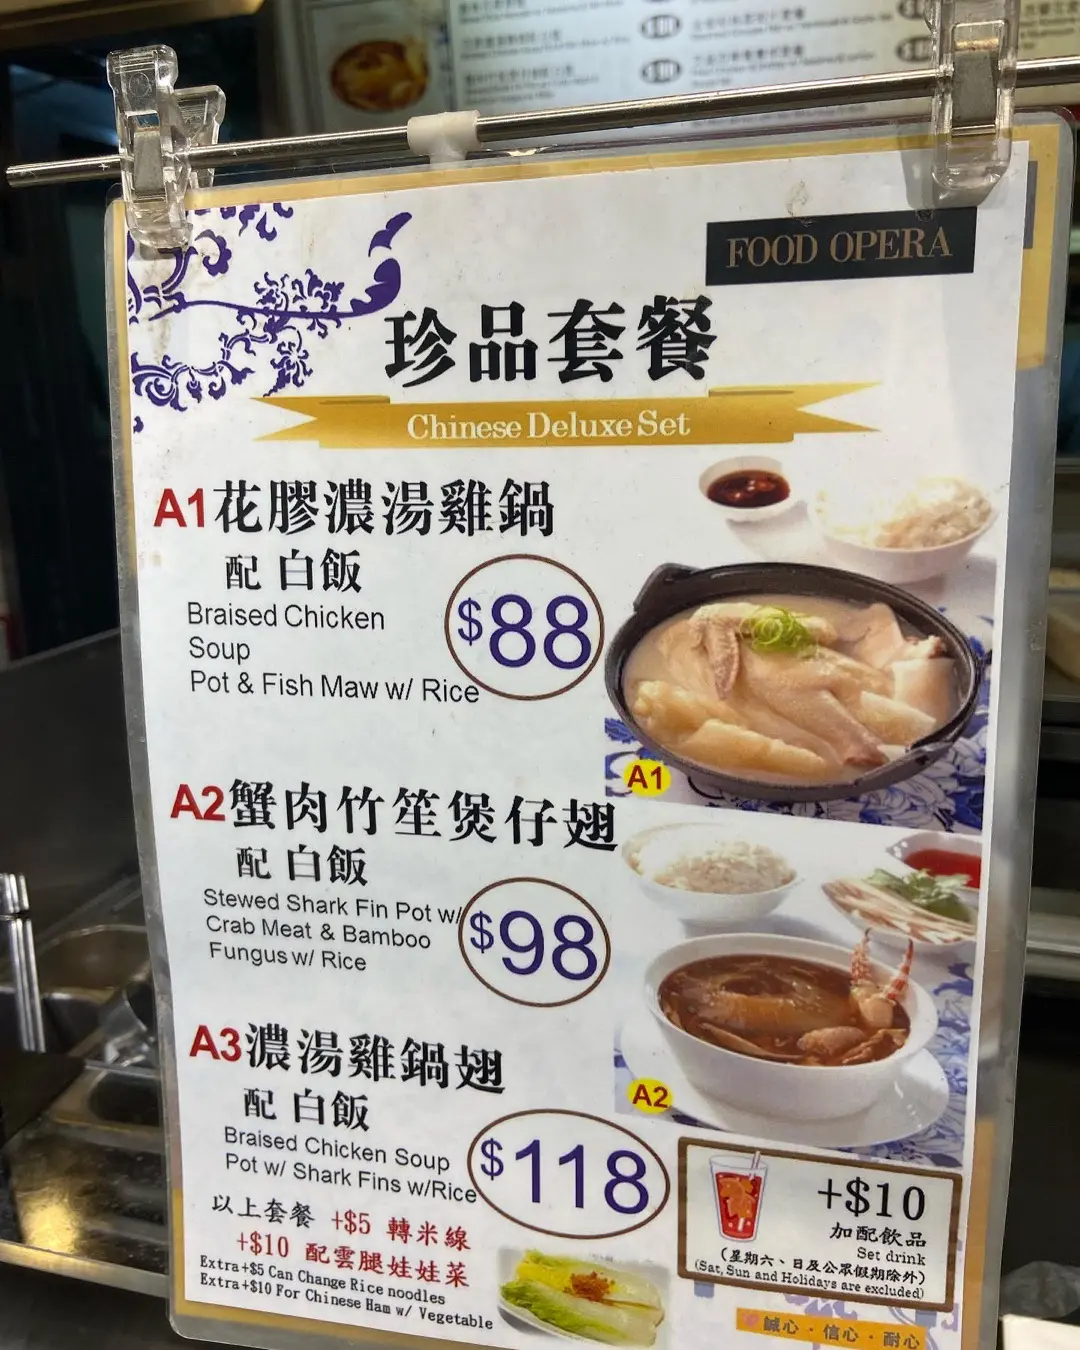 FOOD OPERA
珍品套餐
Chinese Deluxe Set
A1花膠濃湯雞鍋
配 白飯
Braised Chicken
Soup
Pot & Fish Maw w/ Rice
$88
A1
A2蟹肉竹笙煲仔翅
配 白飯
Stewed Shark Fin Pot w/
Crab Meat & Bamboo
Fungus w/ Rice
$98
A2
A3濃湯雞鍋翅
配 白飯
Braised Chicken Soup
Pot w/ Shark Fins w/Rice
$118
以上套餐 +$5 轉米線
+$10 配雲腿娃娃菜
Extra+$5 Can Change Rice noodles
Extra+$10 For Chinese Ham w/ Vegetable
+$10
加配飲品
Set drink
(星期六、日及公眾假期除外)
(Sat, Sun and Holidays are excluded)
誠心·信心·耐心